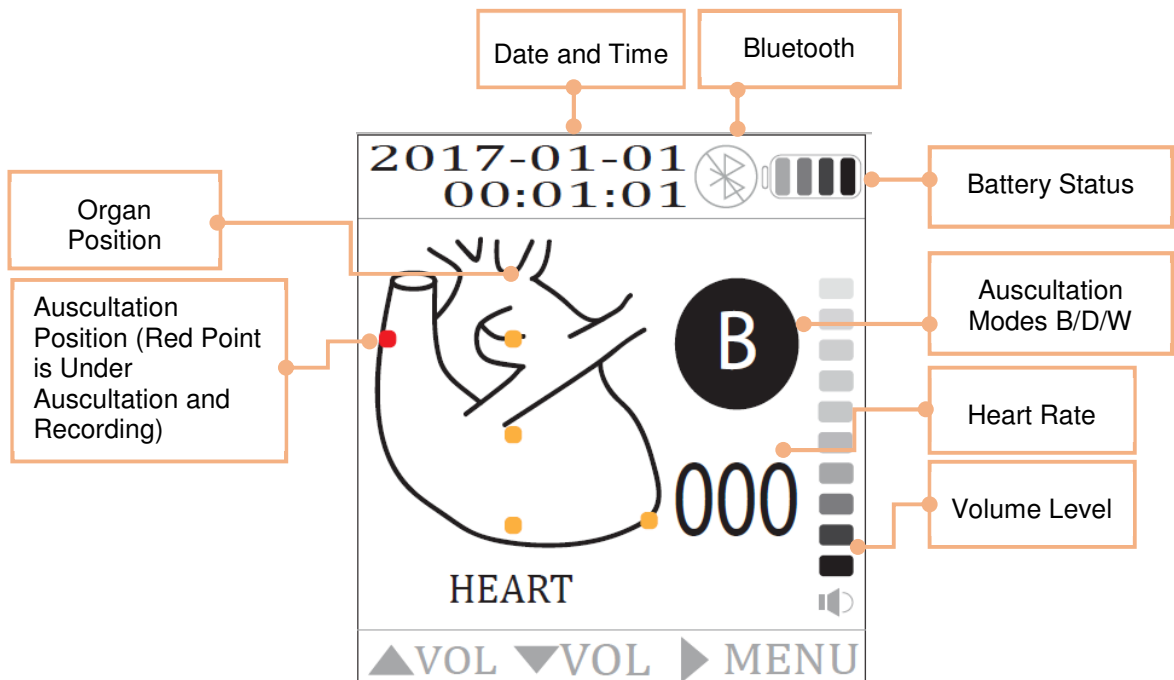 Date and Time
Bluetooth
2017-01-01
00:01:01
Battery Status
Organ
Position
Auscultation
Position (Red Point
is Under
Auscultation and
Recording)
Auscultation
Modes B/D/W
B
Heart Rate
000
Volume Level
HEART
VOL VOL MENU